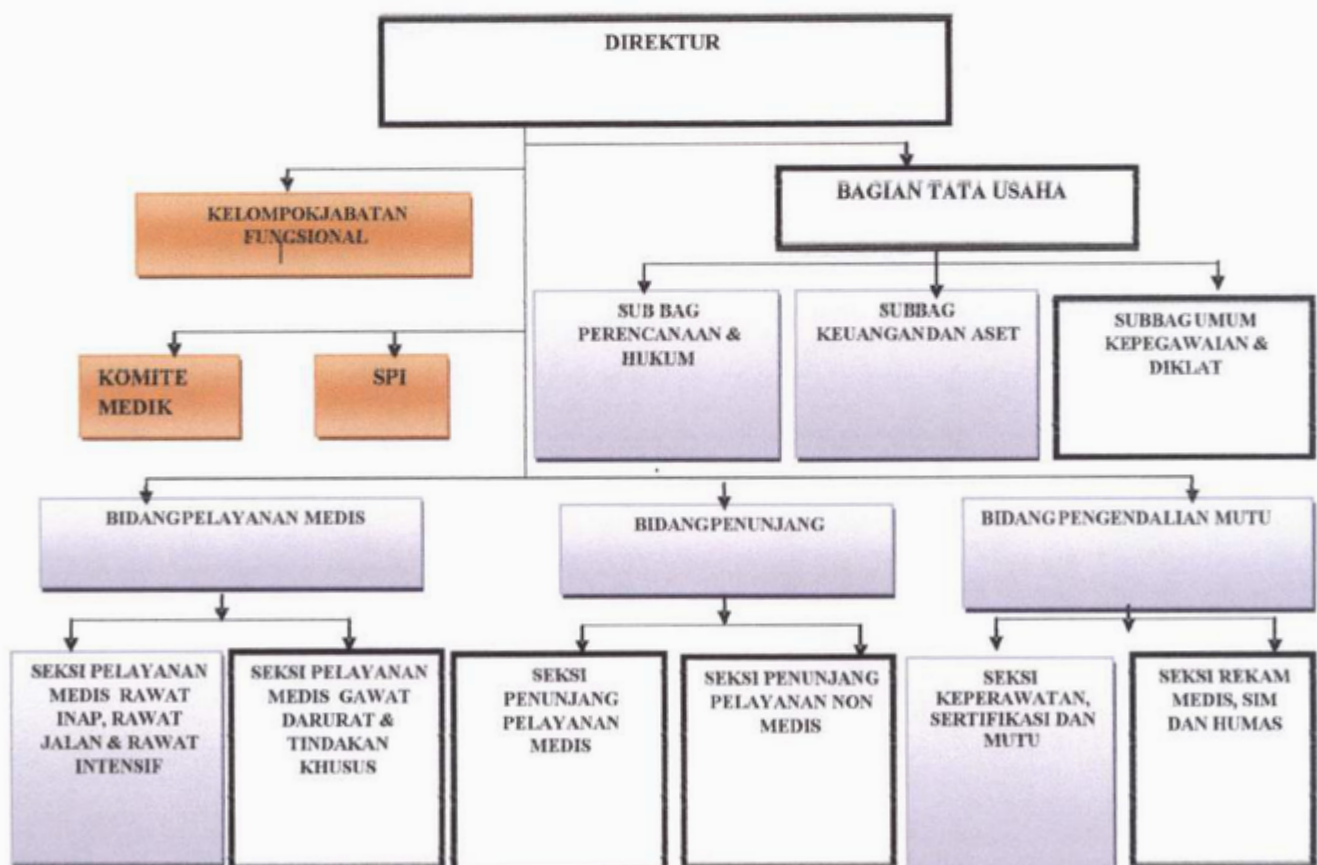 DIREKTUR
BAGIAN TATA USAHA
KELOMPOKJABATAN
FUNGSIONAL
SUB BAG
PERENCANAAN &
HUKUM
SUBBAG
KEUANGANDAN ASET
SUBBAG UMUM
KEPEGAWAIAN &
DIKLAT
KOMITE
MEDIK
SPI
BIDANGPELAYANAN MEDIS
BIDANGPENUNJANG
BIDANGPENGENDALIAN MUTU
SEKSI PELAYANAN
MEDIS RAWAT
INAP, RAWAT
JALAN & RAWAT
INTENSIF
SEKSI PELAYANAN
MEDIS GAWAT
DARURAT &
TINDAKAN
KHUSUS
SEKSI
PENUNJANG
PELAYANAN
MEDIS
SEKSI PENUNJANG
PELAYANAN NON
MEDIS
SEKSI
KEPERAWATAN,
SERTIFIKASI DAN
MUTU
SEKSI REKAM
MEDIS, SIM
DAN HUMAS